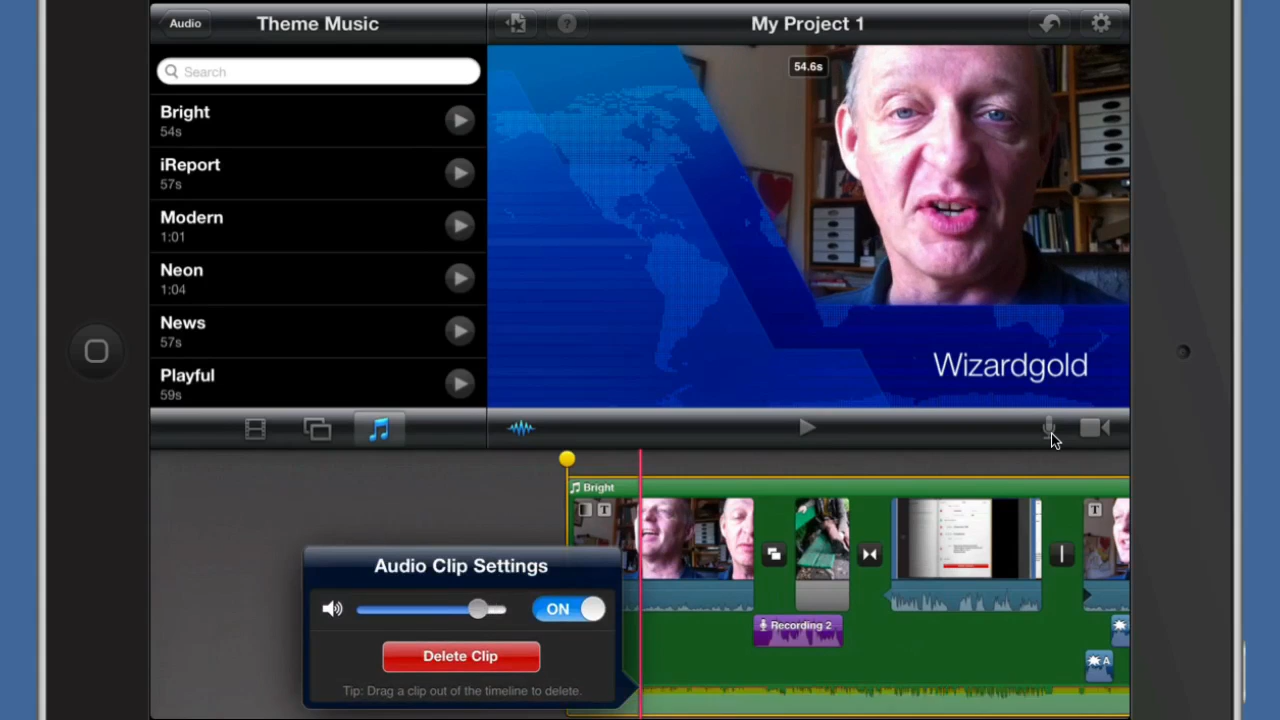 Audio
Theme Music
?
My Project 1
Search
Bright
54s
iReport
57s
Modern
1:01
Neon
1:04
News
57s
Playful
59s
54.6s
Wizardgold
Bright
T
T
Recording 2
A
Audio Clip Settings
ON
Delete Clip
Tip: Drag a clip out of the timeline to delete.